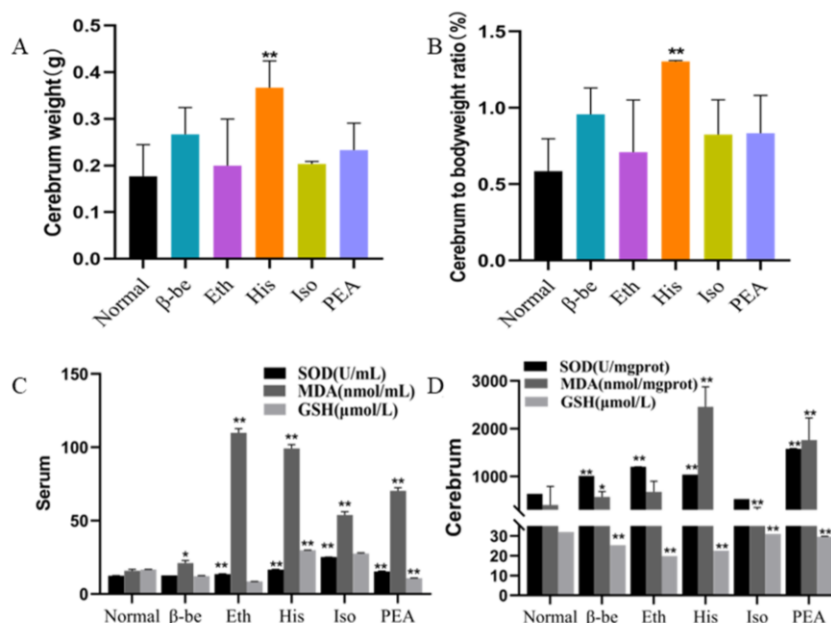 A
Cerebrum weight(g)
0.5
0.4
0.3
0.2
0.1
0.0
**
Normal
β-be
Eth
His
Iso
PEA
B
Cerebrum to bodyweight ratio(%)
1.5
1.0
0.5
0.0
**
Normal
β-be
Eth
His
Iso
PEA
C
Serum
150
100
50
0
SOD(U/mL)
MDA(nmol/mL)
GSH(μmol/L)
*
**
**
**
**
**
**
**
**
**
**
Normal
β-be
Eth
His
Iso
PEA
D
Cerebrum
3000
2000
1000
30
20
10
0
SOD(U/mgprot)
MDA(nmol/mgprot)
GSH(μmol/L)
**
*
**
**
**
**
**
**
**
**
**
**
**
**
Normal
β-be
Eth
His
Iso
PEA